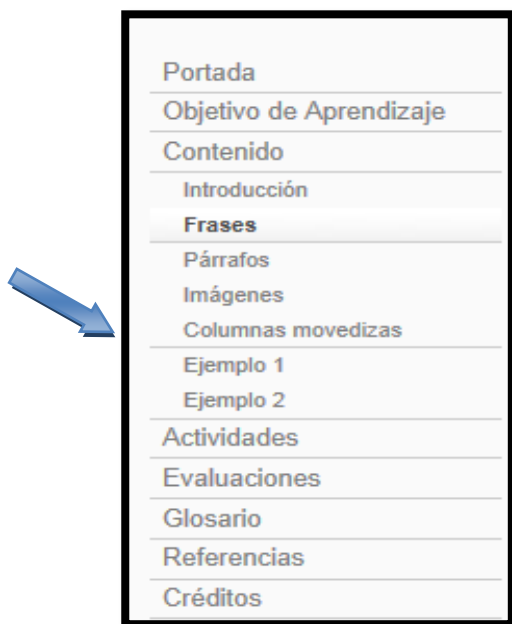 Portada
Objetivo de Aprendizaje
Contenido
Introducción
Frases
Párrafos
Imágenes
Columnas movedizas
Ejemplo 1
Ejemplo 2
Actividades
Evaluaciones
Glosario
Referencias
Créditos